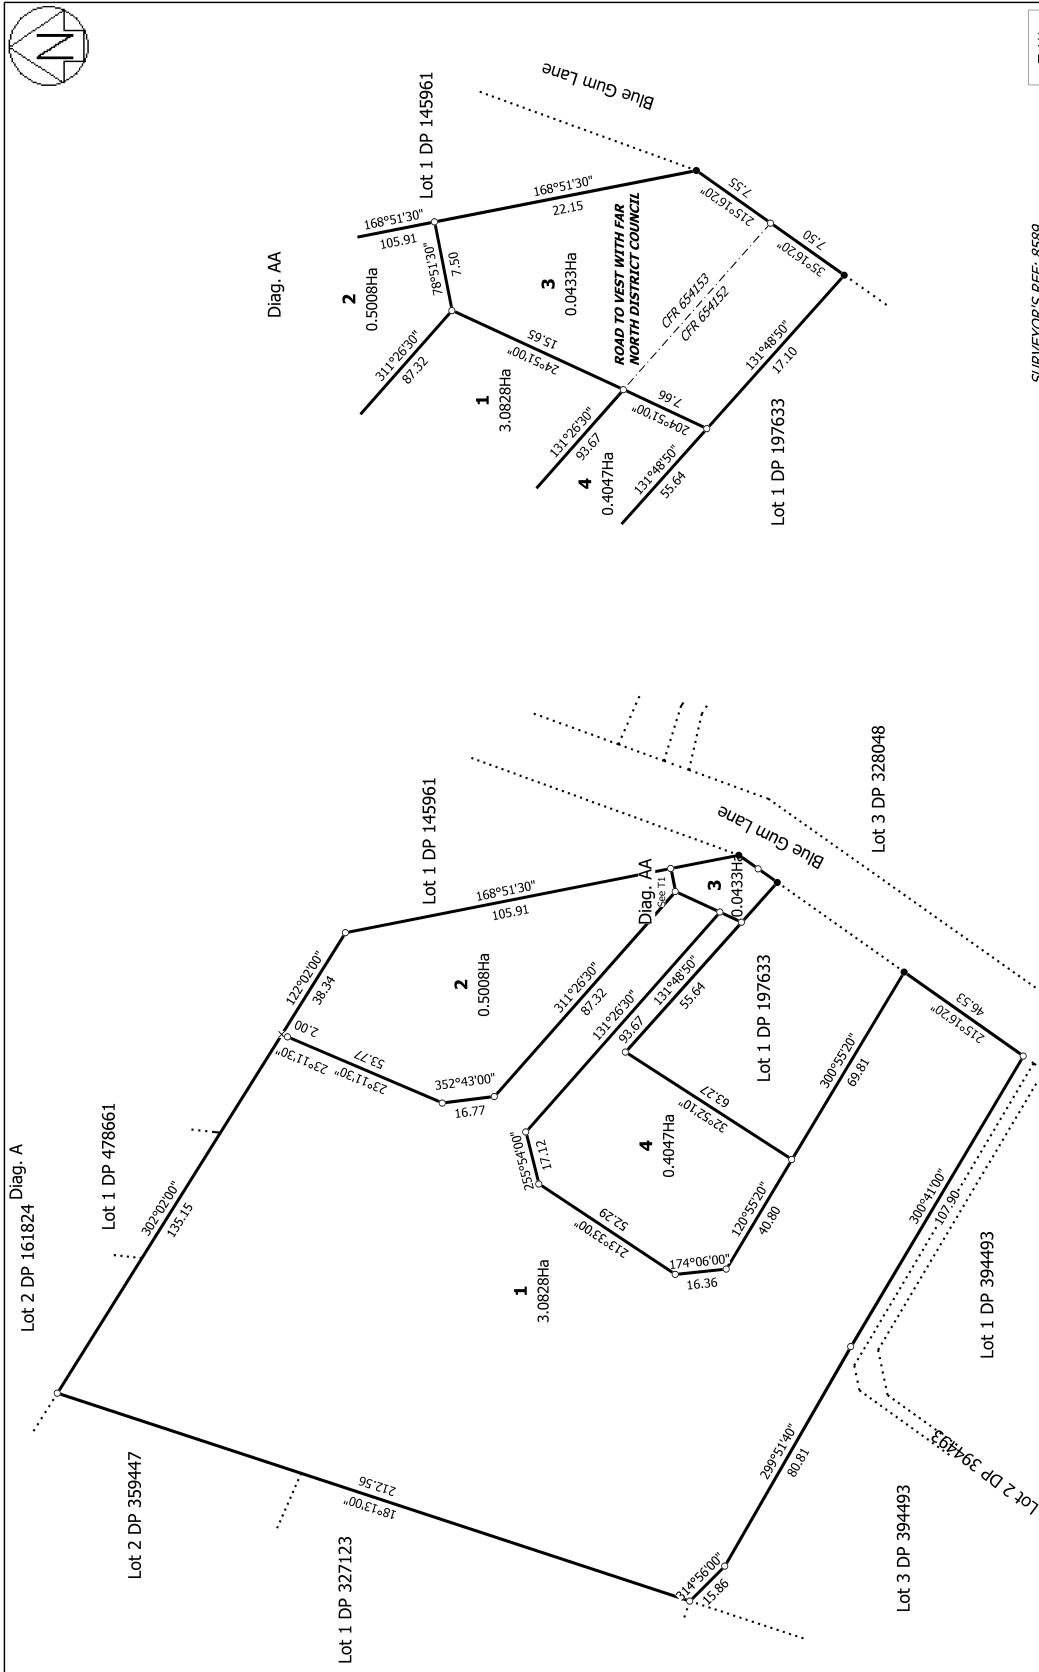 N
Diag. AA
Lot 1 DP 145961
Blue Gum Lane
2
0.5008Ha
168°51'30"
105.91
168°51'30"
22.15
78°51'30"
7.50
3
0.0433Ha
ROAD TO VEST WITH FAR
NORTH DISTRICT COUNCIL
CFR 654153
CFR 654152
215°16'20"
7.55
35°16'20"
7.50
311°26'30"
87.32
24°51'00"
15.65
1
3.0828Ha
131°26'30"
93.67
204°51'00"
7.66
4
0.4047Ha
131°48'50"
55.64
131°48'50"
17.10
Lot 1 DP 197633
SURVEYOR'S REF: 8589
Diag. A
Lot 2 DP 161824
Lot 1 DP 478661
302°02'00"
135.15
122°02'00"
38.34
2.00
23°11'30"
23°11'30"
53.77
352°43'00"
16.77
Lot 1 DP 145961
168°51'30"
105.91
2
0.5008Ha
311°26'30"
87.32
131°26'30"
93.67
Diag. AA
See T1
3
0.0433Ha
Blue Gum Lane
Lot 3 DP 328048
131°48'50"
55.64
Lot 1 DP 197633
32°52'10"
63.27
255°54'00"
17.12
213°33'00"
52.29
4
0.4047Ha
174°06'00"
16.36
120°55'20"
40.80
300°55'20"
69.81
215°16'20"
46.53
300°41'00"
107.90
1
3.0828Ha
299°51'40"
80.81
314°56'00"
15.86
18°13'00"
212.56
Lot 2 DP 359447
Lot 1 DP 327123
Lot 3 DP 394493
Lot 2 DP 394493
Lot 1 DP 394493